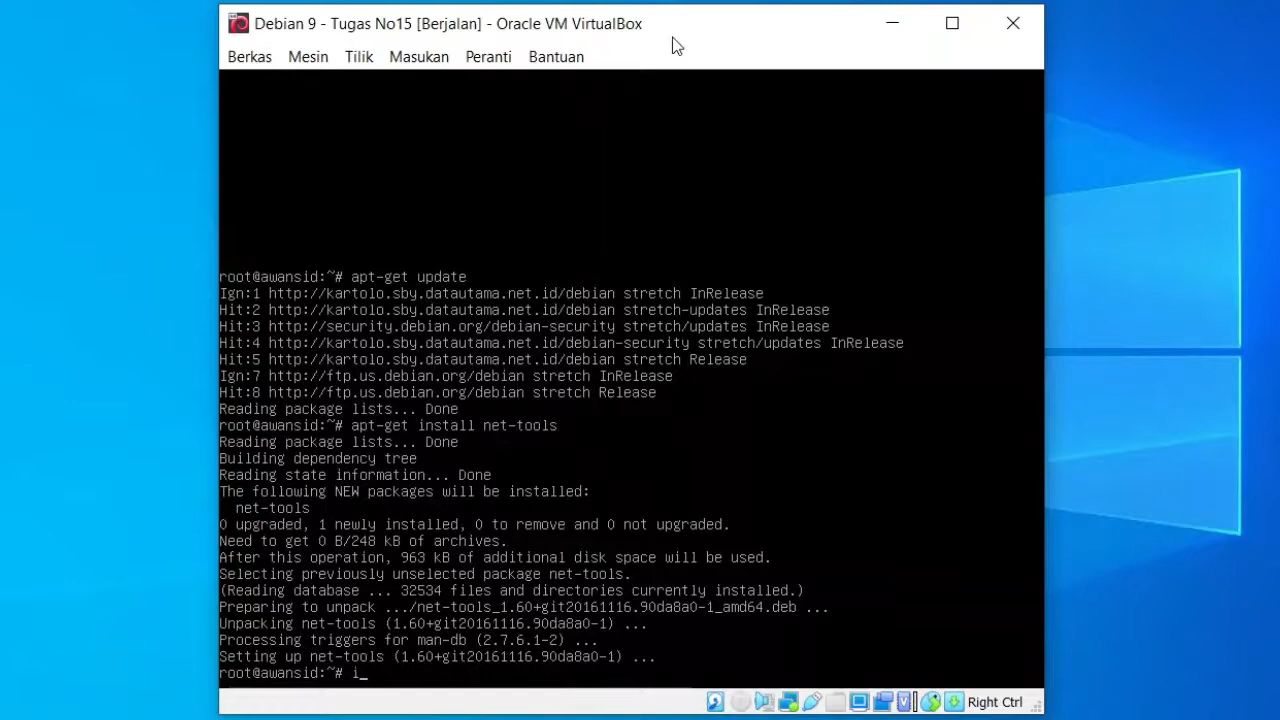 Debian 9 - Tugas No15 [Berjalan] - Oracle VM VirtualBox
Berkas Mesin Tilik Masukan Peranti Bantuan
root@awansid:~# apt-get update
Ign:1 http://kartolo.sby.datautama.net.id/debian stretch InRelease
Hit:2 http://kartolo.sby.datautama.net.id/debian stretch-updates InRelease
Hit:3 http://security.debian.org/debian-security stretch/updates InRelease
Hit:4 http://kartolo.sby.datautama.net.id/debian-security stretch/updates InRelease
Hit:5 http://kartolo.sby.datautama.net.id/debian stretch Release
Ign:7 http://ftp.us.debian.org/debian stretch InRelease
Hit:8 http://ftp.us.debian.org/debian stretch Release
Reading package lists... Done
root@awansid:~# apt-get install net-tools
Reading package lists... Done
Building dependency tree
Reading state information... Done
The following NEW packages will be installed:
  net-tools
0 upgraded, 1 newly installed, 0 to remove and 0 not upgraded.
Need to get 0 B/248 kB of archives.
After this operation, 963 kB of additional disk space will be used.
Selecting previously unselected package net-tools.
(Reading database ... 32534 files and directories currently installed.)
Preparing to unpack .../net-tools_1.60+git20161116.90da8a0-1_amd64.deb ...
Unpacking net-tools (1.60+git20161116.90da8a0-1) ...
Processing triggers for man-db (2.7.6.1-2) ...
Setting up net-tools (1.60+git20161116.90da8a0-1) ...
root@awansid:~# i_
Right Ctrl